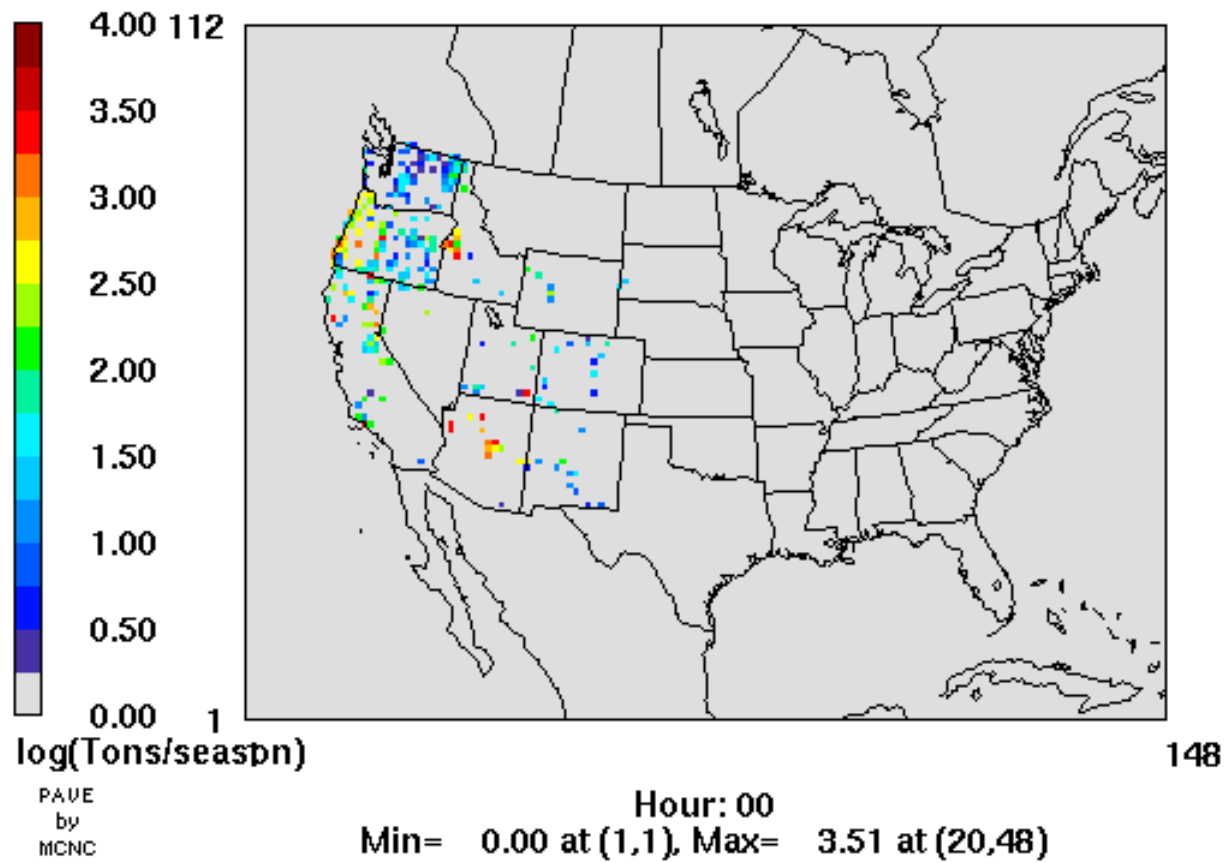 4.00 112
3.50
3.00
2.50
2.00
1.50
1.00
0.50
0.00 1
log(Tons/season) 148
PAVE
by
MCNC
Hour: 00
Min= 0.00 at (1,1), Max= 3.51 at (20,48)